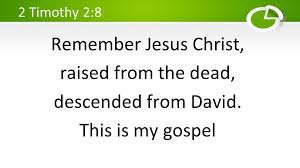 2 Timothy 2:8
Remember Jesus Christ,
raised from the dead,
descended from David.
This is my gospel